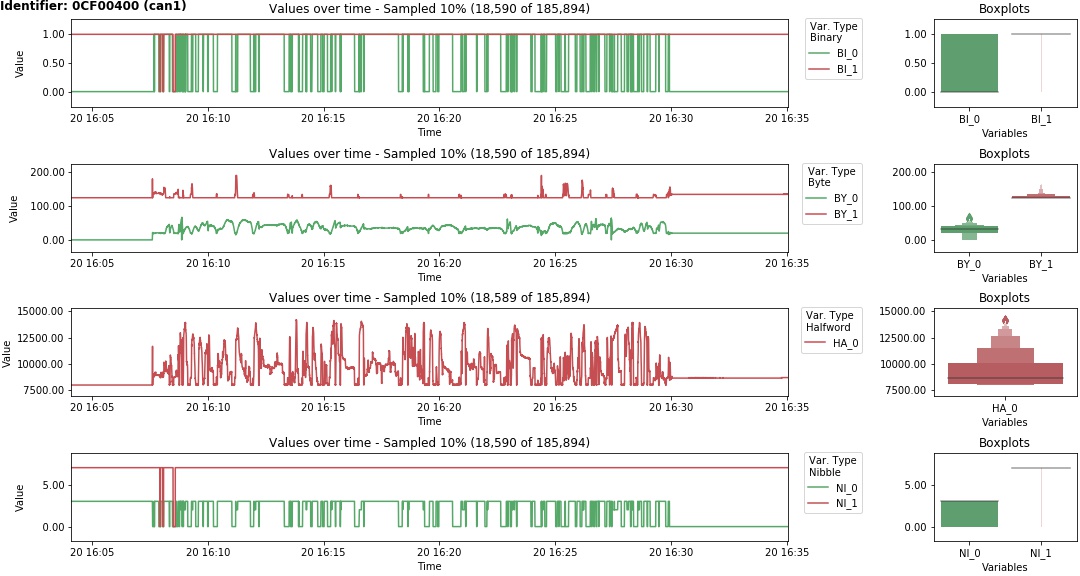 Identifier: 0CF00400 (can1)
Values over time - Sampled 10% (18,590 of 185,894)
Boxplots
Value
1.00
0.50
0.00
20 16:05
20 16:10
20 16:15
20 16:20
20 16:25
20 16:30
20 16:35
Time
Var. Type
Binary
BI_0
BI_1
1.00
0.50
0.00
BI_0
BI_1
Variables
Values over time - Sampled 10% (18,590 of 185,894)
Boxplots
Value
200.00
100.00
0.00
20 16:05
20 16:10
20 16:15
20 16:20
20 16:25
20 16:30
20 16:35
Time
Var. Type
Byte
BY_0
BY_1
200.00
100.00
0.00
BY_0
BY_1
Variables
Values over time - Sampled 10% (18,589 of 185,894)
Boxplots
Value
15000.00
12500.00
10000.00
7500.00
20 16:05
20 16:10
20 16:15
20 16:20
20 16:25
20 16:30
20 16:35
Time
Var. Type
Halfword
HA_0
15000.00
12500.00
10000.00
7500.00
HA_0
Variables
Values over time - Sampled 10% (18,590 of 185,894)
Boxplots
Value
5.00
0.00
20 16:05
20 16:10
20 16:15
20 16:20
20 16:25
20 16:30
20 16:35
Time
Var. Type
Nibble
NI_0
NI_1
5.00
0.00
NI_0
NI_1
Variables